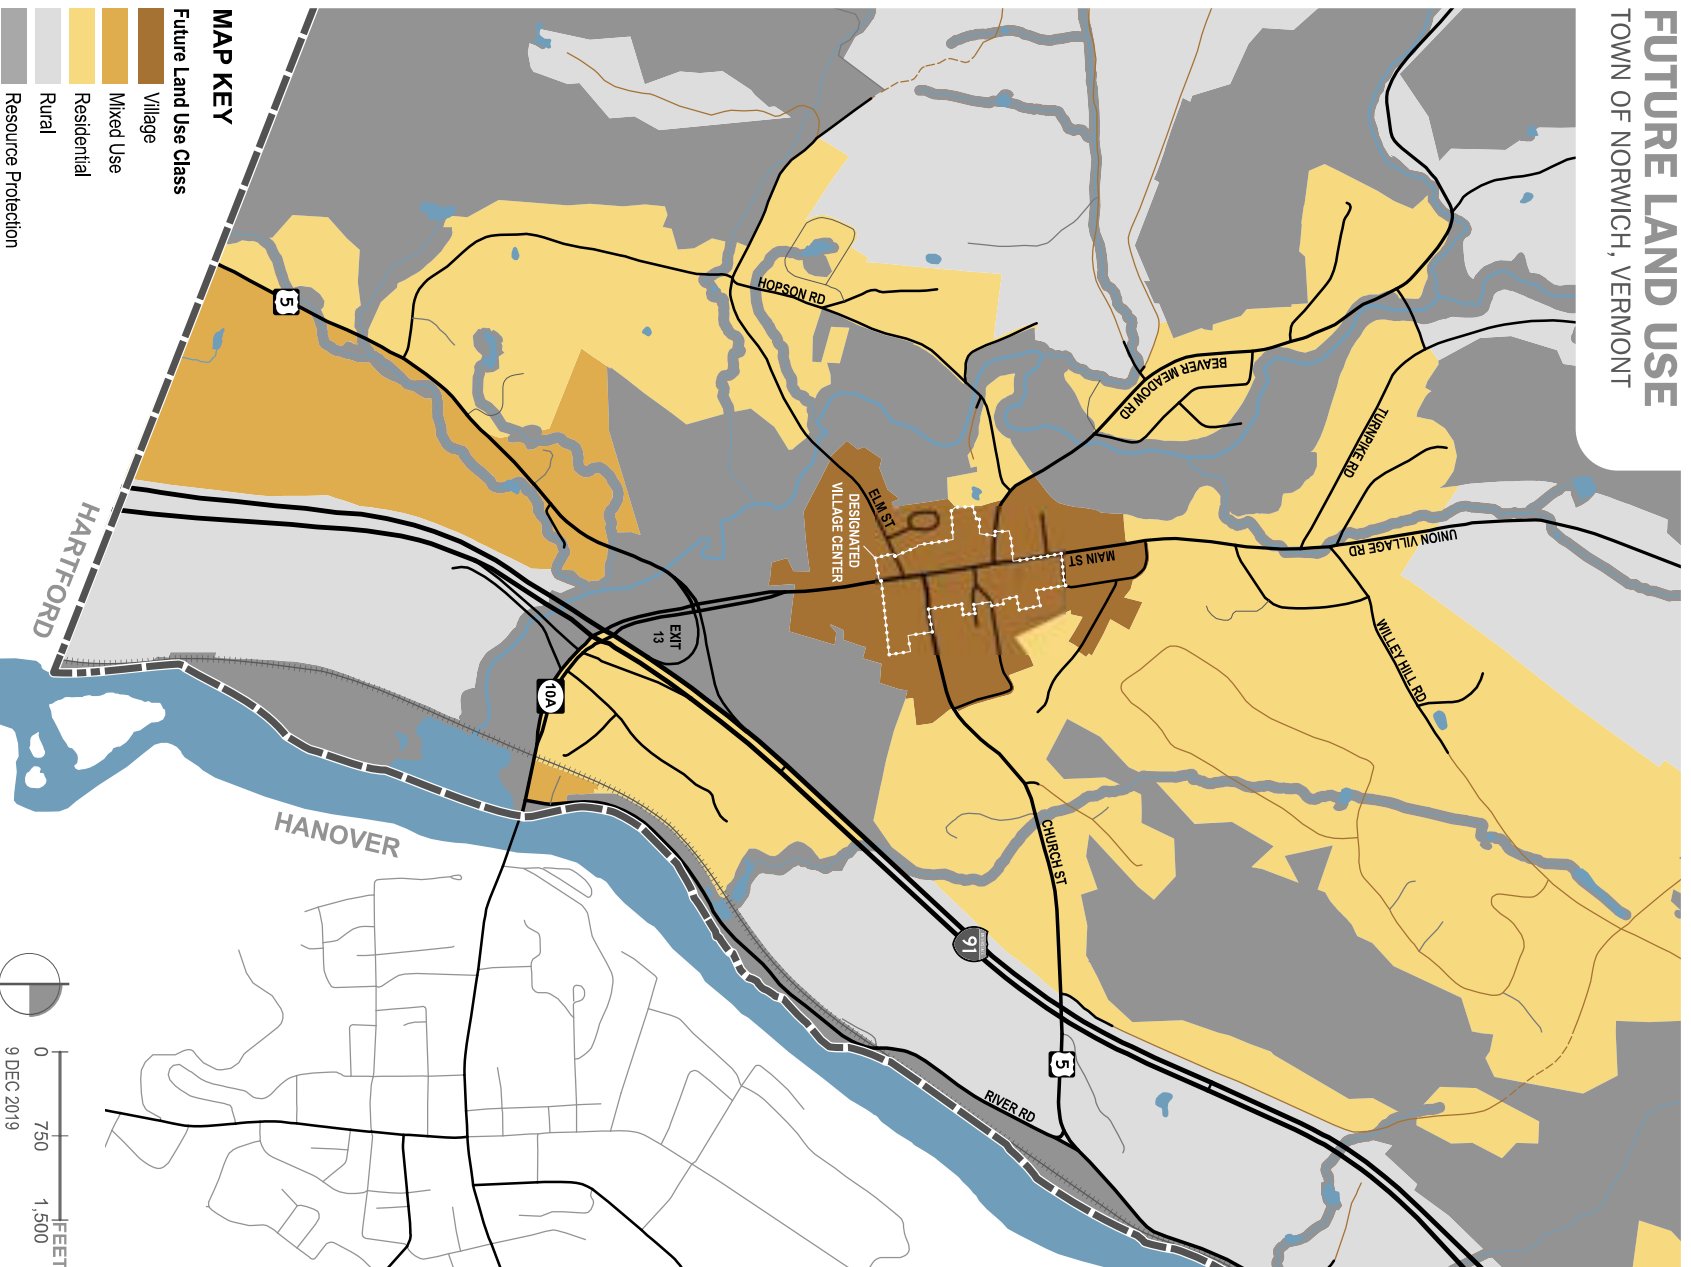 FUTURE LAND USE
TOWN OF NORWICH, VERMONT
MAP KEY
Future Land Use Class
Village
Mixed Use
Residential
Rural
Resource Protection
HARTFORD
HANOVER
5
HOPSON RD
BEAVER MEADOW RD
TURNPIKE RD
UNION VILLAGE RD
WILLEY HILL RD
MAIN ST
ELM ST
DESIGNATED
VILLAGE CENTER
EXIT
13
10A
CHURCH ST
91
5
RIVER RD
0 750 1,500
FEET
9 DEC 2019